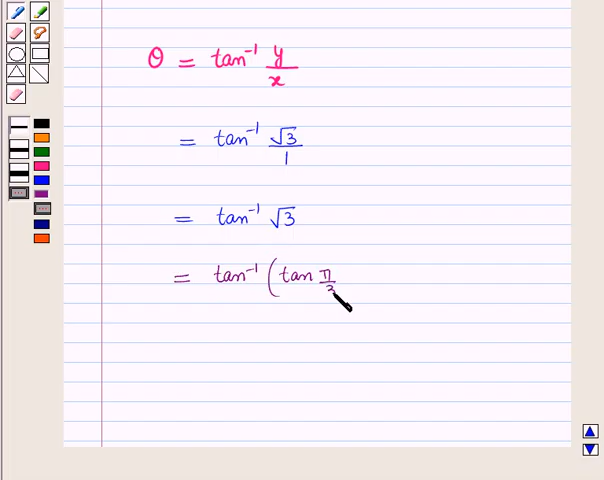 θ = tan⁻¹ y/x
= tan⁻¹ √3/1
= tan⁻¹ √3
= tan⁻¹ (tan π/3